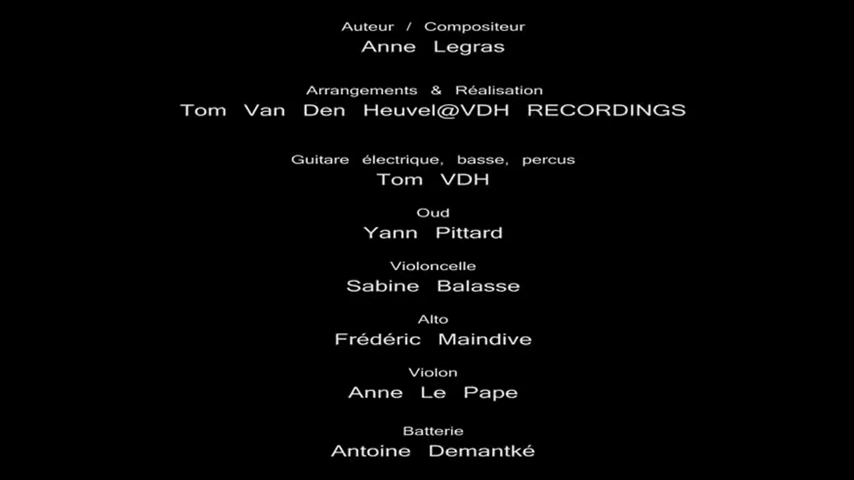 Auteur / Compositeur
Anne Legras
Arrangements & Réalisation
Tom Van Den Heuvel@VDH RECORDINGS
Guitare électrique, basse, percus
Tom VDH
Oud
Yann Pittard
Violoncelle
Sabine Balasse
Alto
Frédéric Maindive
Violon
Anne Le Pape
Batterie
Antoine Demantké